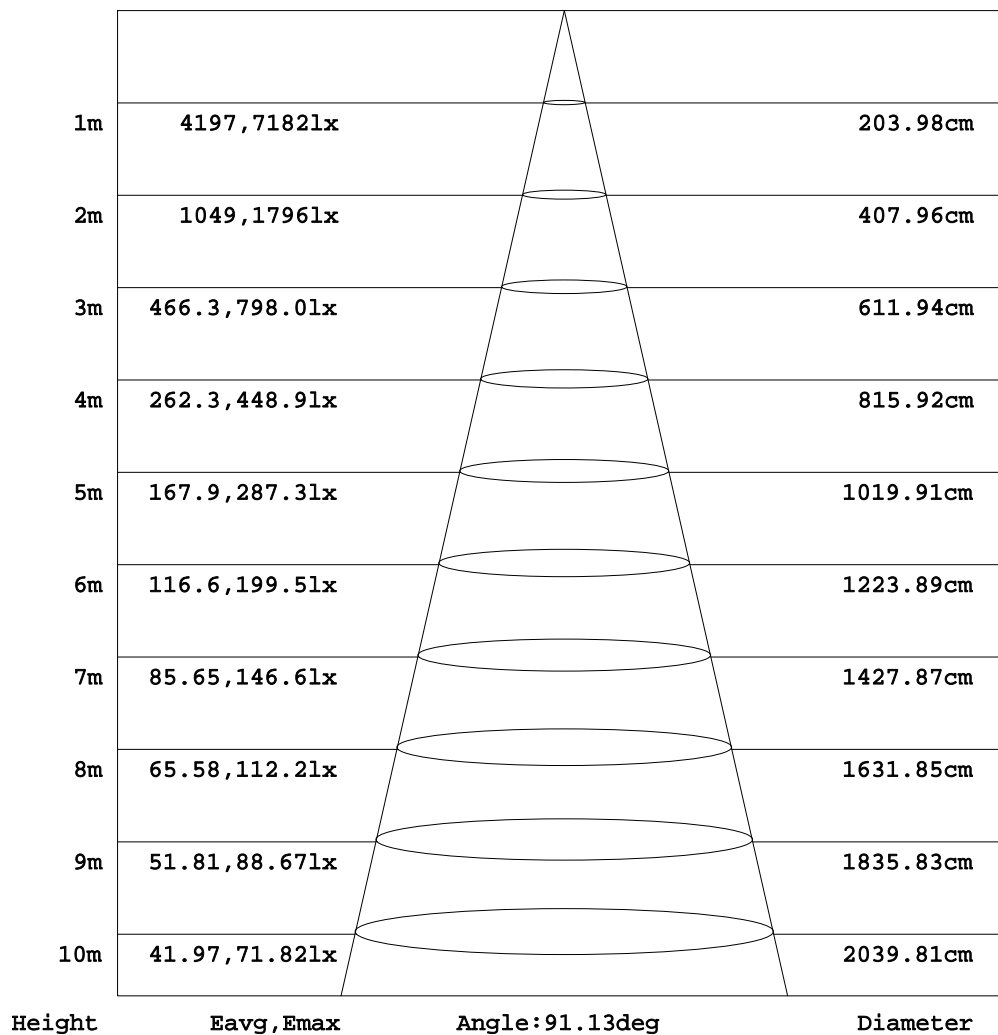 1m 4197,7182lx 203.98cm
2m 1049,1796lx 407.96cm
3m 466.3,798.0lx 611.94cm
4m 262.3,448.9lx 815.92cm
5m 167.9,287.3lx 1019.91cm
6m 116.6,199.5lx 1223.89cm
7m 85.65,146.6lx 1427.87cm
8m 65.58,112.2lx 1631.85cm
9m 51.81,88.67lx 1835.83cm
10m 41.97,71.82lx 2039.81cm
Height Eavg,Emax Angle:91.13deg Diameter